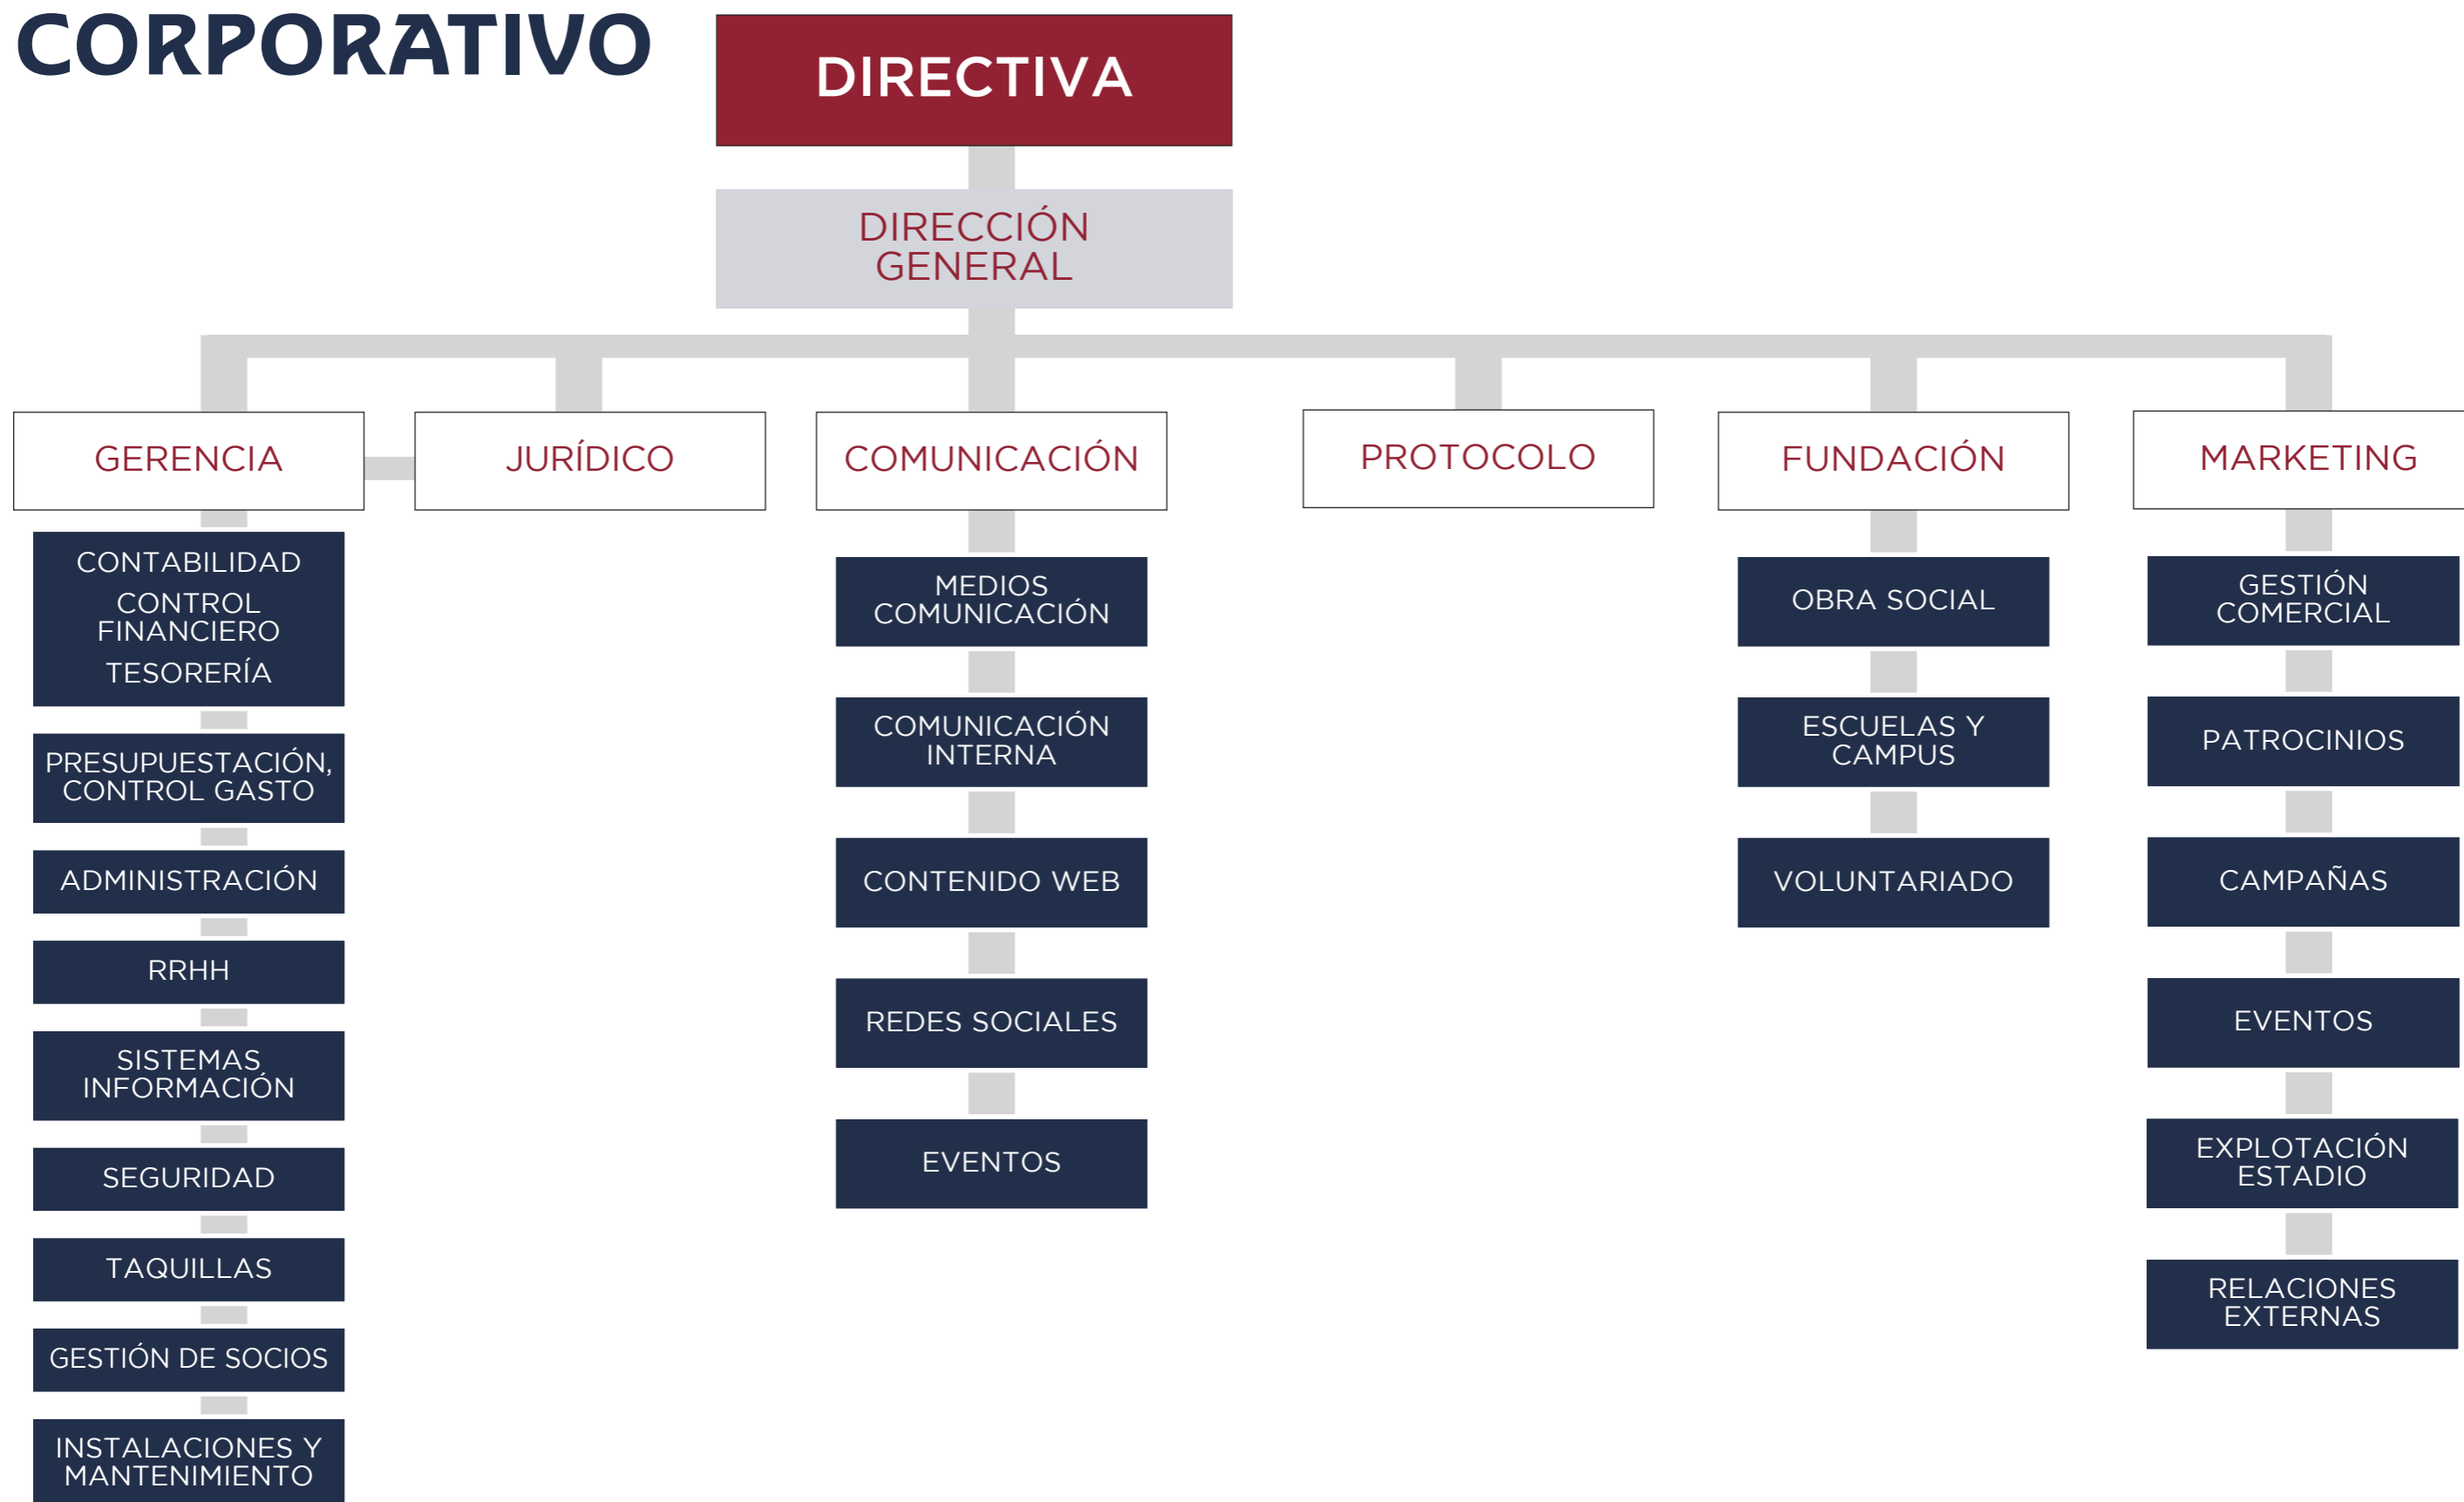 CORPORATIVO
DIRECTIVA
DIRECCIÓN
GENERAL
GERENCIA
JURÍDICO
COMUNICACIÓN
PROTOCOLO
FUNDACIÓN
MARKETING
CONTABILIDAD
CONTROL
FINANCIERO
TESORERÍA
PRESUPUESTACIÓN,
CONTROL GASTO
ADMINISTRACIÓN
RRHH
SISTEMAS
INFORMACIÓN
SEGURIDAD
TAQUILLAS
GESTIÓN DE SOCIOS
INSTALACIONES Y
MANTENIMIENTO
MEDIOS
COMUNICACIÓN
COMUNICACIÓN
INTERNA
CONTENIDO WEB
REDES SOCIALES
EVENTOS
OBRA SOCIAL
ESCUELAS Y
CAMPUS
VOLUNTARIADO
GESTIÓN
COMERCIAL
PATROCINIOS
CAMPAÑAS
EVENTOS
EXPLOTACIÓN
ESTADIO
RELACIONES
EXTERNAS